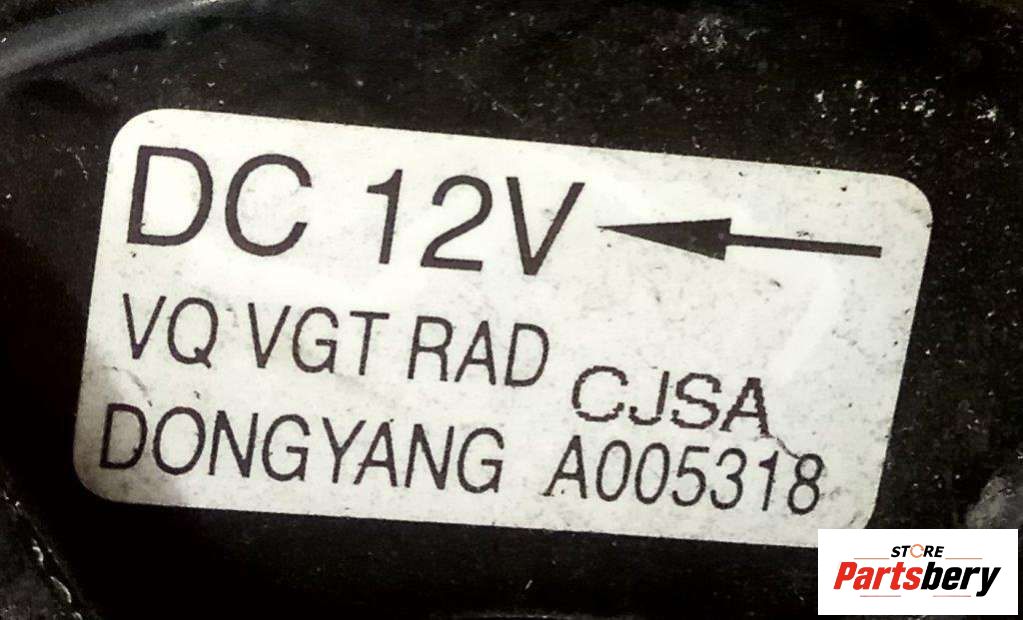 DC 12V
VQ VGT RAD
CJSA
DONGYANG A005318
STORE
Partsbery